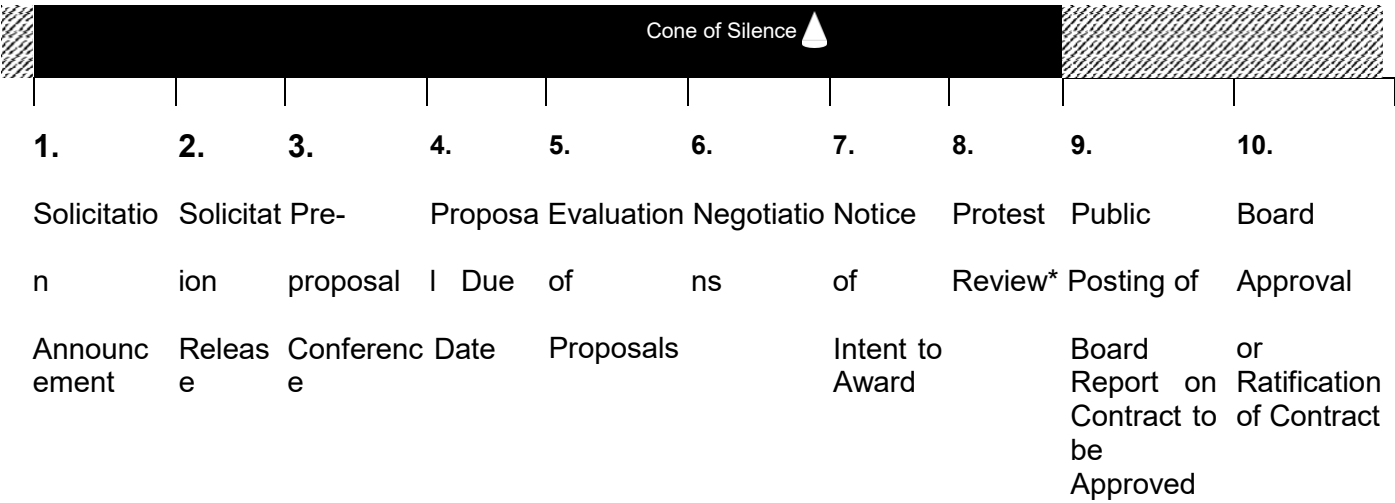 Cone of Silence
1. 2. 3. 4. 5. 6. 7. 8. 9. 10.
Solicitatio Solicitat Pre- Proposa Evaluation Negotiatio Notice Protest Public Board
n ion proposal l Due of ns of Review* Posting of Approval
Announc Releas Conferenc Date Proposals Intent to Board or
ement e e Award Report on Ratification
Contract to of Contract
be
Approved